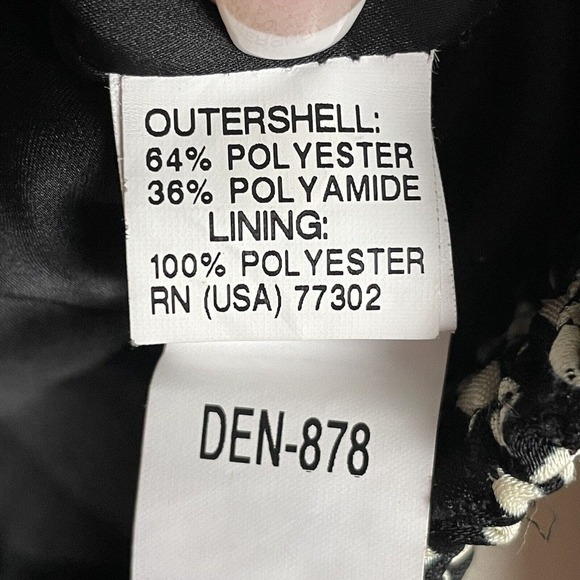 OUTERSHELL:
64% POLYESTER
36% POLYAMIDE
LINING:
100% POLYESTER
RN (USA) 77302
DEN-878